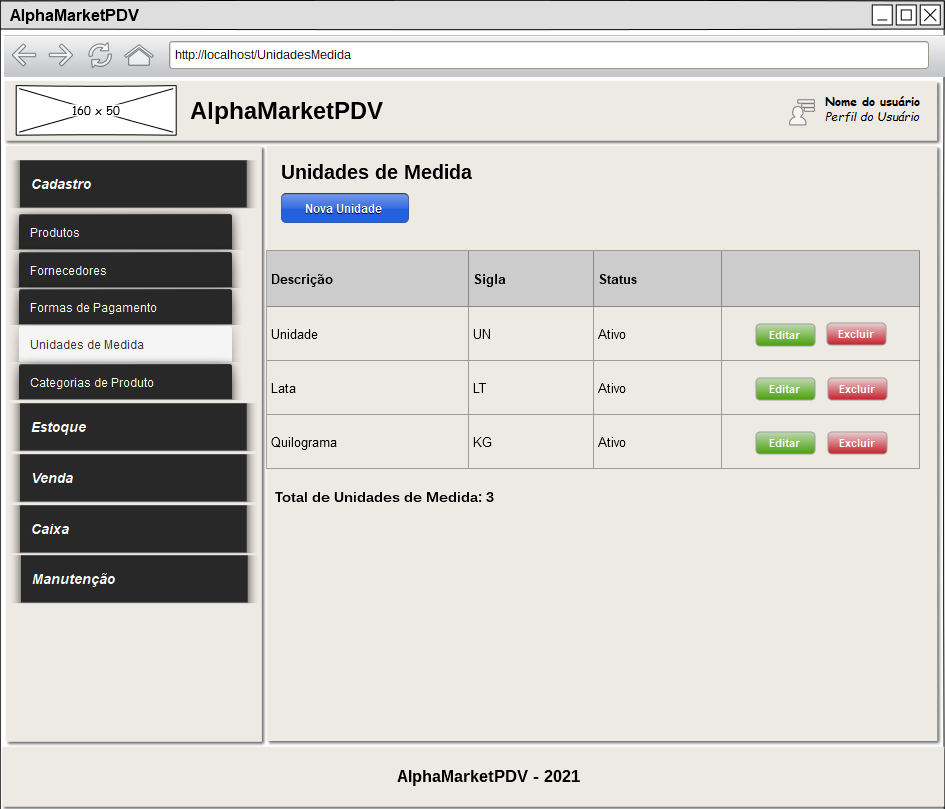 AlphaMarketPDV
http://localhost/UnidadesMedida
160 x 50
AlphaMarketPDV
Nome do usuário
Perfil do Usuário
Cadastro
Produtos
Fornecedores
Formas de Pagamento
Unidades de Medida
Categorias de Produto
Estoque
Venda
Caixa
Manutenção
Unidades de Medida
Nova Unidade
Descrição Sigla Status
Unidade UN Ativo Editar Excluir
Lata LT Ativo Editar Excluir
Quilograma KG Ativo Editar Excluir
Total de Unidades de Medida: 3
AlphaMarketPDV - 2021